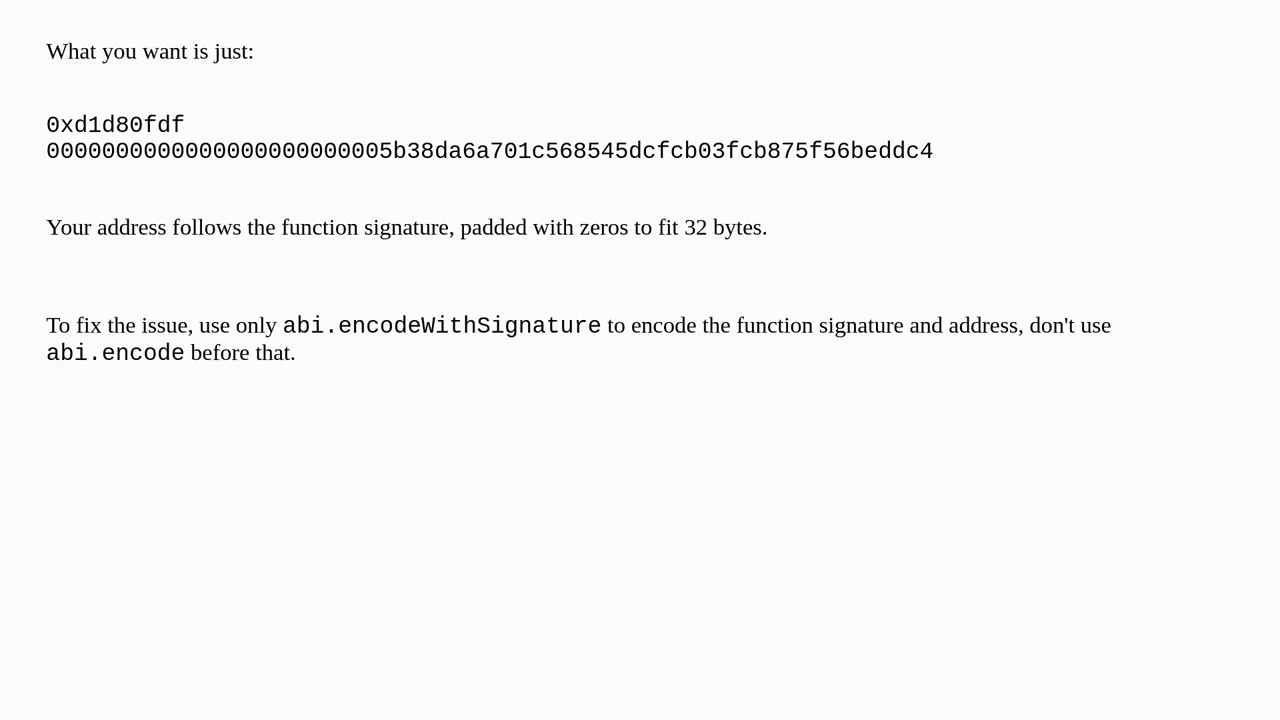 What you want is just:
0xd1d80fdf
0000000000000000000000005b38da6a701c568545dcfcb03fcb875f56beddc4
Your address follows the function signature, padded with zeros to fit 32 bytes.
To fix the issue, use only abi.encodeWithSignature to encode the function signature and address, don't use
abi.encode before that.